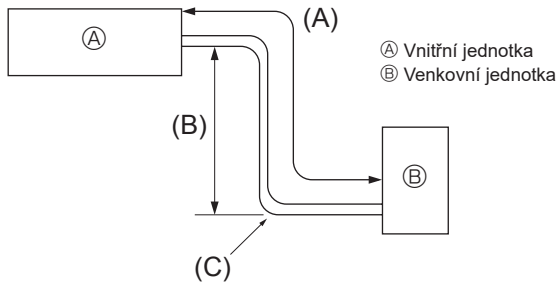 Ⓐ
(A)
Ⓐ Vnitřní jednotka
Ⓑ Venkovní jednotka
(B)
Ⓑ
(C)